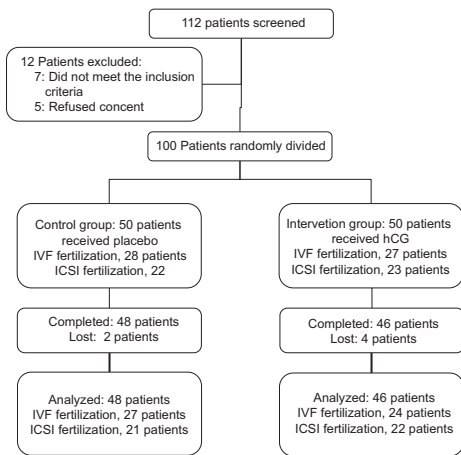 112 patients screened
12 Patients excluded:
7: Did not meet the inclusion
criteria
5: Refused concent
100 Patients randomly divided
Control group: 50 patients
received placebo
IVF fertilization, 28 patients
ICSI fertilization, 22
Intervetion group: 50 patients
received hCG
IVF fertilization, 27 patients
ICSI fertilization, 23 patients
Completed: 48 patients
Lost: 2 patients
Completed: 46 patients
Lost: 4 patients
Analyzed: 48 patients
IVF fertilization, 27 patients
ICSI fertilization, 21 patients
Analyzed: 46 patients
IVF fertilization, 24 patients
ICSI fertilization, 22 patients